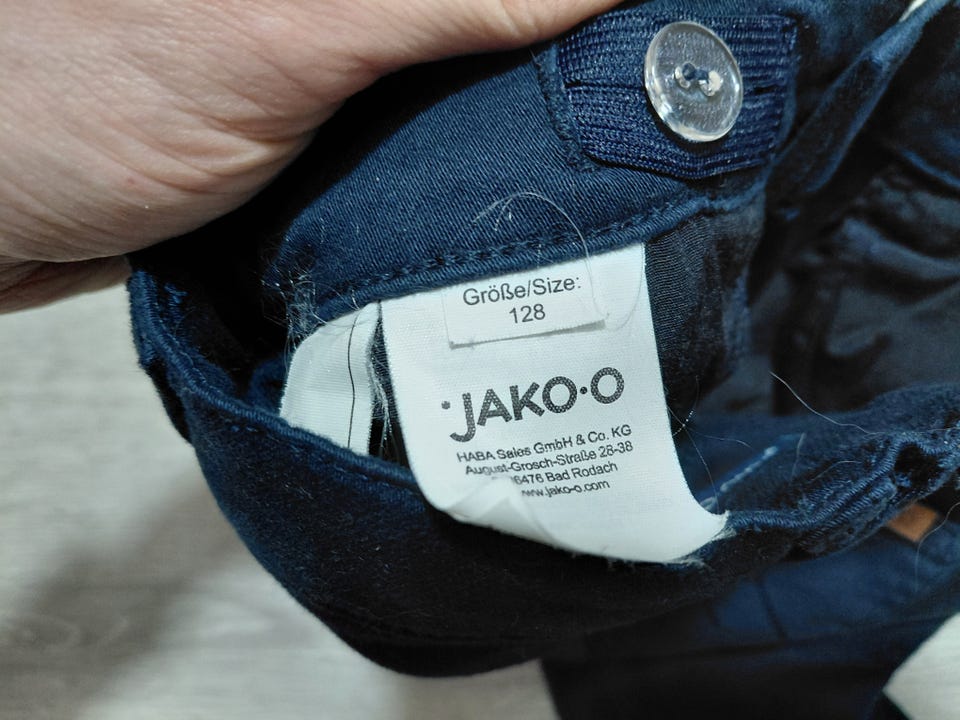 Größe/Size:
128
JAKO-O
HABA Sales GmbH & Co. KG
August-Grosch-Straße 28-38
Bad Rodach
www.jako-o.com